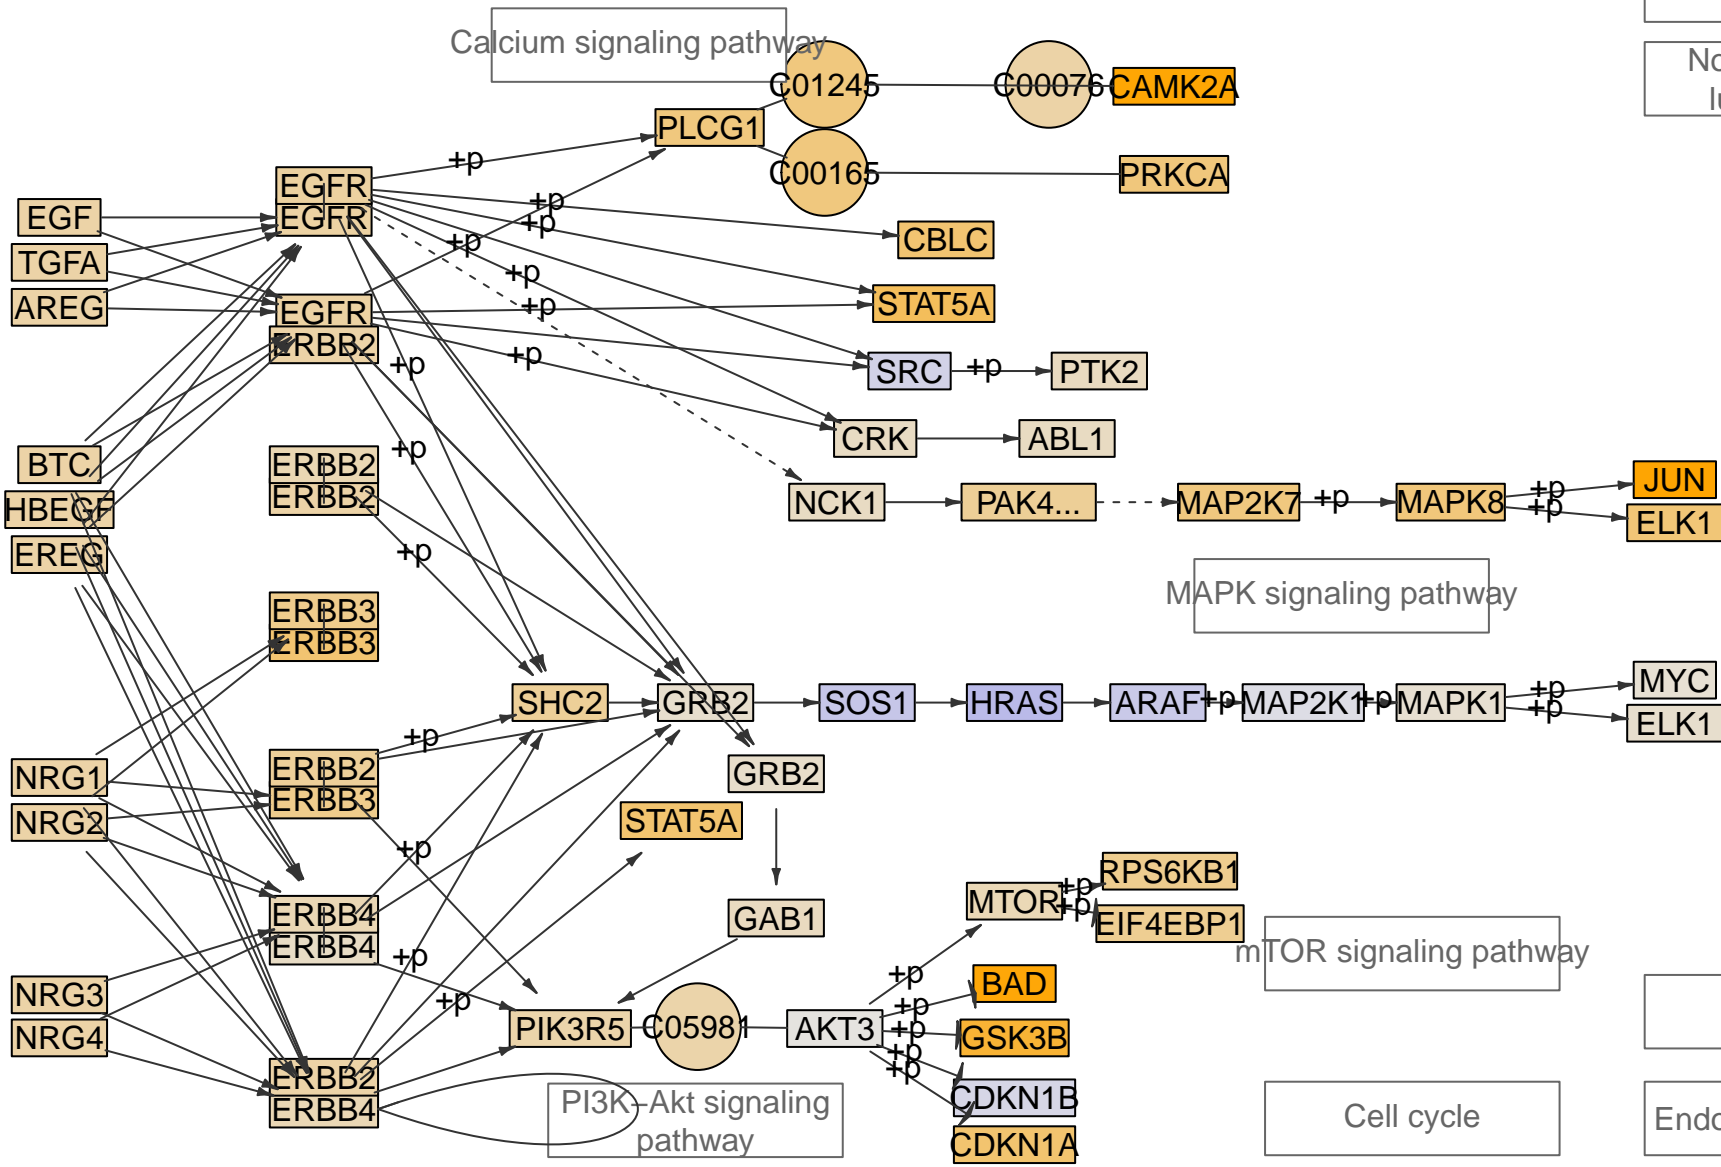 Calcium signaling pathway
No
lu
C01245
C00076
CAMK2A
PLCG1
C00165
PRKCA
+p
EGFR
EGFR
EGF
+p
+p
CBLC
TGFA
+p
+p
AREG
EGFR
ERBB2
+p
STAT5A
+p
+p
SRC
+p
PTK2
CRK
ABL1
BTC
ERBB2
ERBB2
+p
HBEGF
NCK1
PAK4...
MAP2K7
+p
MAPK8
+p
+p
JUN
ELK1
EREG
+p
MAPK signaling pathway
ERBB3
ERBB3
SHC2
GRB2
SOS1
HRAS
ARAF
+p
MAP2K1
+p
MAPK1
+p
+p
MYC
ELK1
+p
NRG1
ERBB2
ERBB3
GRB2
NRG2
STAT5A
+p
ERBB4
ERBB4
GAB1
MTOR
+p
+p
RPS6KB1
EIF4EBP1
mTOR signaling pathway
+p
+p
NRG3
+p
+p
BAD
NRG4
PIK3R5
C05981
AKT3
+p
GSK3B
+p
+p
ERBB2
ERBB4
PI3K−Akt signaling
pathway
CDKN1B
CDKN1A
Cell cycle
Endo